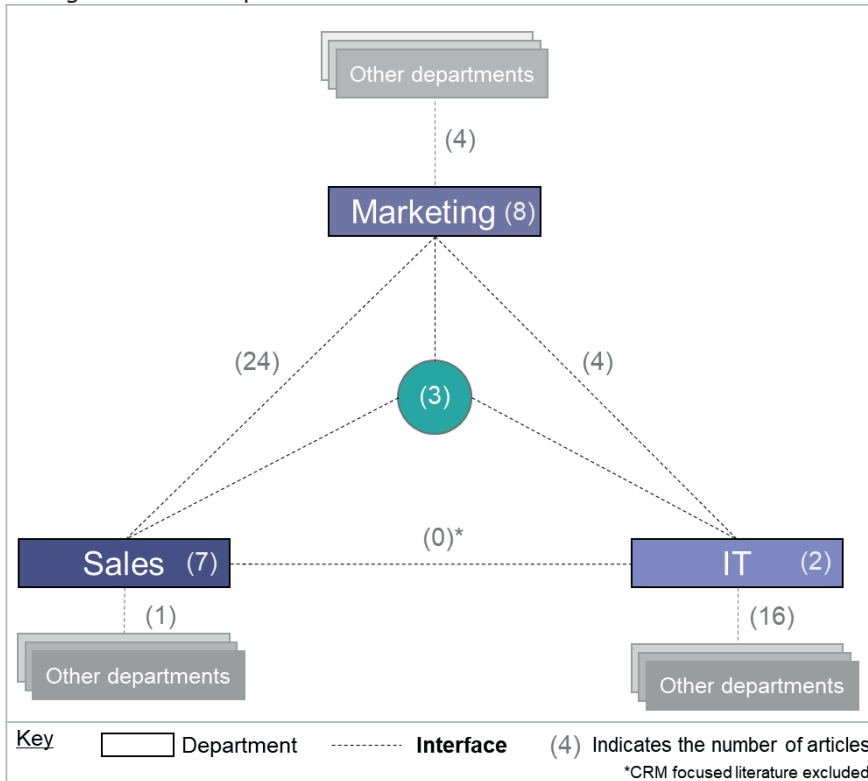 Other departments
(4)
Marketing (8)
(24)
(4)
(3)
(0)*
Sales (7)
IT (2)
(1)
(16)
Other departments
Other departments
Key
Department
Interface
(4) Indicates the number of articles
*CRM focused literature excluded